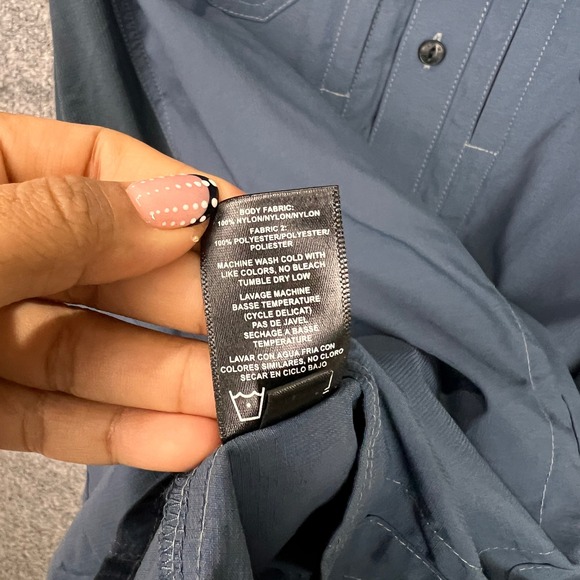 BODY FABRIC:
100% NYLON/NYLON/NYLON
FABRIC 2:
100% POLYESTER/POLYESTER/
POLIESTER
MACHINE WASH COLD WITH
LIKE COLORS, NO BLEACH
TUMBLE DRY LOW
LAVAGE MACHINE
BASSE TEMPERATURE
(CYCLE DELICAT)
PAS DE JAVEL
SECHAGE A BASSE
TEMPERATURE
LAVAR CON AGUA FRIA CON
COLORES SIMILARES, NO CLORO
SECAR EN CICLO BAJO